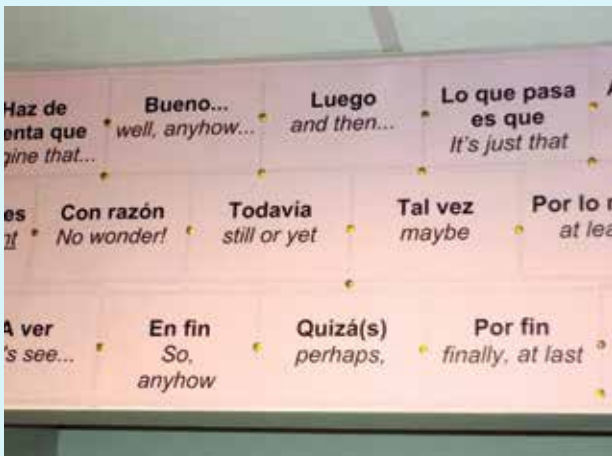 Haz de
enta que
gine that...
Bueno...
well, anyhow...
Luego
and then...
Lo que pasa
es que
It's just that
es
Con razón
No wonder!
Todavía
still or yet
Tal vez
maybe
Por lo
at lea
A ver
's see...
En fin
So,
anyhow
Quizá(s)
perhaps,
Por fin
finally, at last